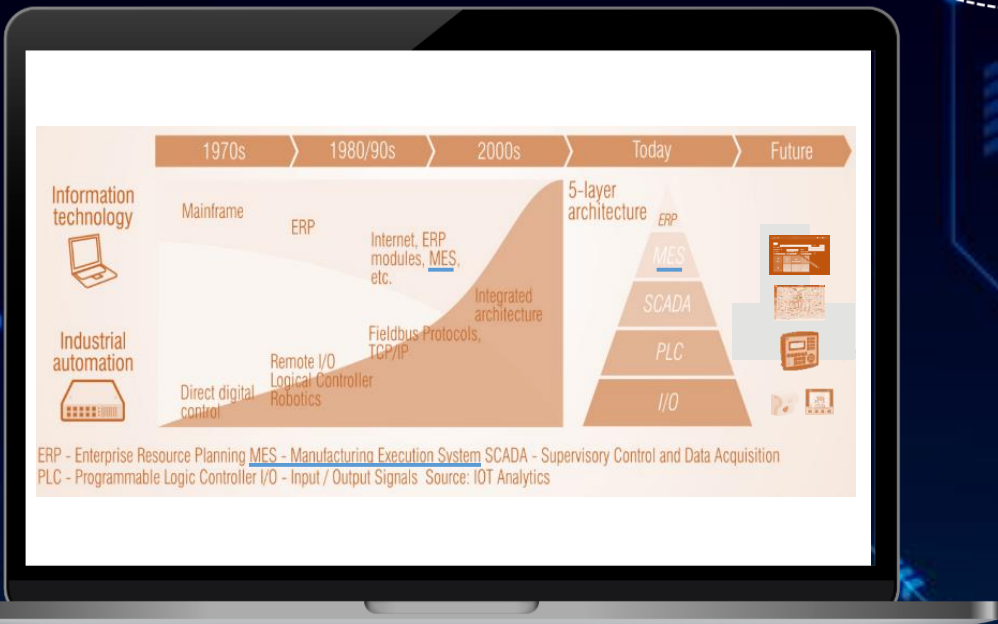 1970s
1980/90s
2000s
Today
Future
Information
technology
Mainframe
ERP
Internet, ERP
modules, MES,
etc.
Integrated
architecture
5-layer
architecture
ERP
MES
SCADA
PLC
I/O
Industrial
automation
Direct digital
control
Remote I/O
Logical Controller
Robotics
Fieldbus Protocols,
TCP/IP
ERP - Enterprise Resource Planning MES - Manufacturing Execution System SCADA - Supervisory Control and Data Acquisition
PLC - Programmable Logic Controller I/O - Input / Output Signals Source: IOT Analytics